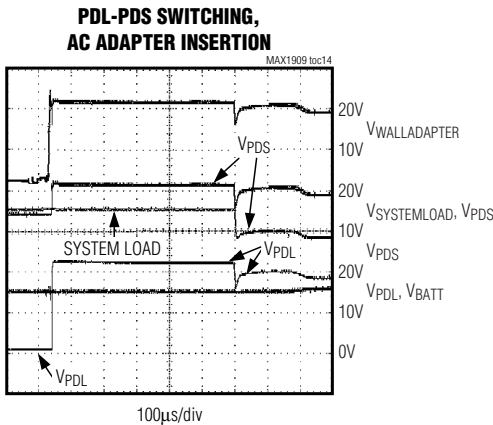 PDL-PDS SWITCHING,
AC ADAPTER INSERTION
MAX1909 toc14
20V
VWALLADAPTER
10V
VPDS
20V
VSYSTEMLOAD, VPDS
10V
SYSTEM LOAD
VPDL
VPDS
20V
VPDL, VBATT
10V
0V
VPDL
100μs/div